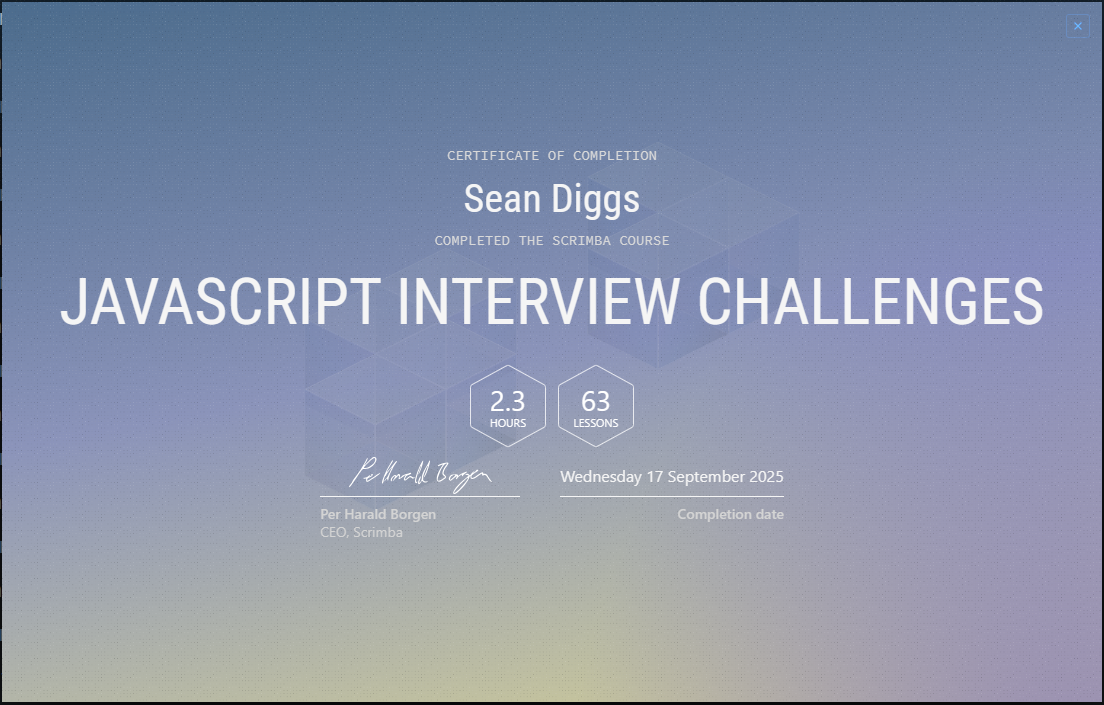 CERTIFICATE OF COMPLETION
Sean Diggs
COMPLETED THE SCRIMBA COURSE
JAVASCRIPT INTERVIEW CHALLENGES
2.3
HOURS
63
LESSONS
Per Harald Borgen
Wednesday 17 September 2025
Per Harald Borgen
CEO, Scrimba
Completion date